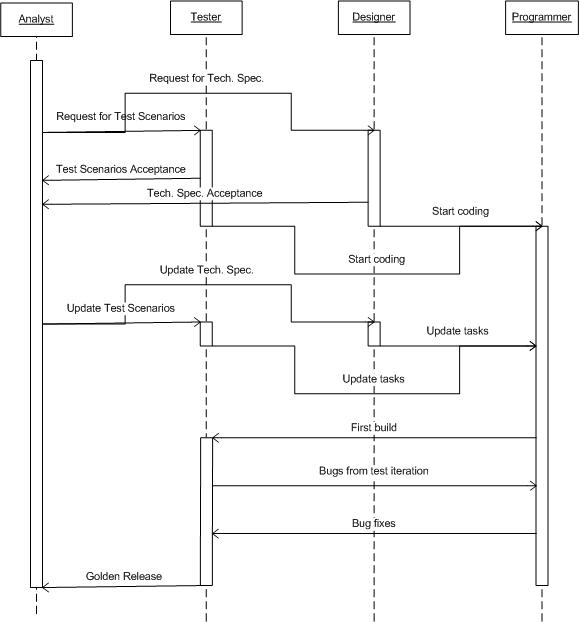 Analyst
Tester
Designer
Programmer
Request for Tech. Spec.
Request for Test Scenarios
Test Scenarios Acceptance
Tech. Spec. Acceptance
Start coding
Start coding
Update Tech. Spec.
Update Test Scenarios
Update tasks
Update tasks
First build
Bugs from test iteration
Bug fixes
Golden Release